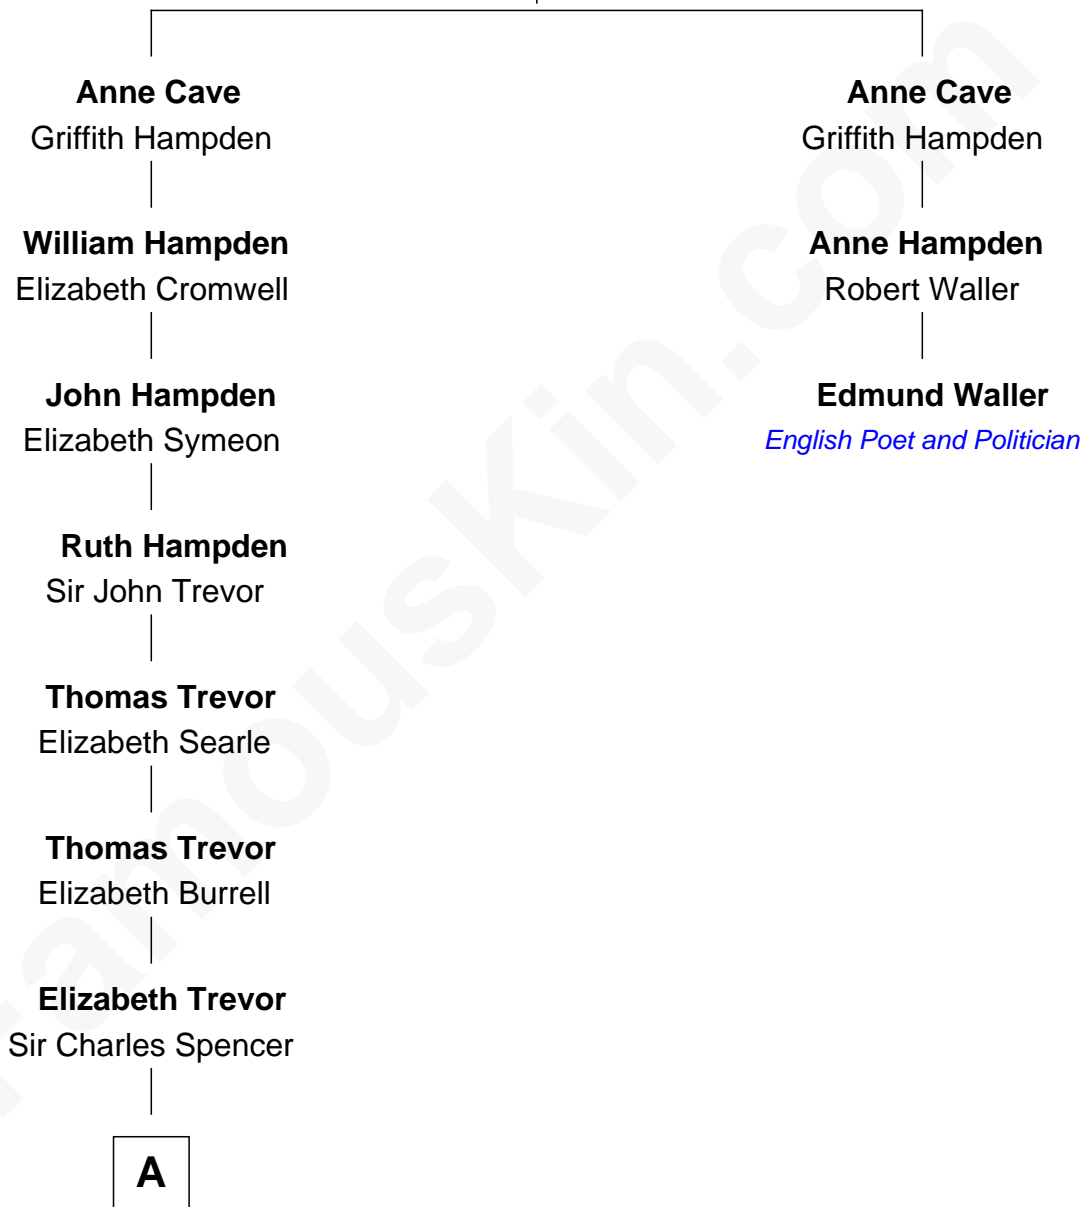 Anne Cave
Griffith Hampden
William Hampden
Elizabeth Cromwell
John Hampden
Elizabeth Symeon
Ruth Hampden
Sir John Trevor
Thomas Trevor
Elizabeth Searle
Thomas Trevor
Elizabeth Burrell
Elizabeth Trevor
Sir Charles Spencer
A
Anne Cave
Griffith Hampden
Anne Hampden
Robert Waller
Edmund Waller
English Poet and Politician
FamousKin.com